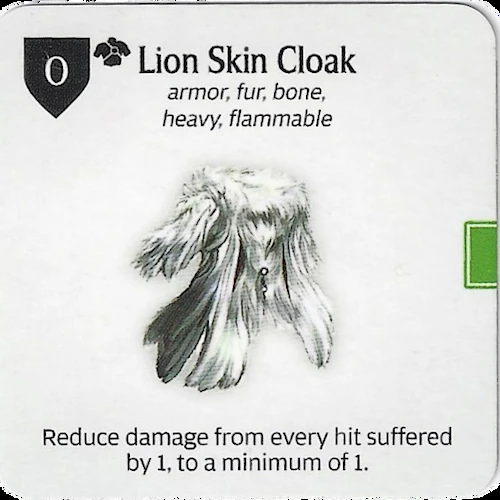 0
Lion Skin Cloak
armor, fur, bone,
heavy, flammable
Reduce damage from every hit suffered
by 1, to a minimum of 1.